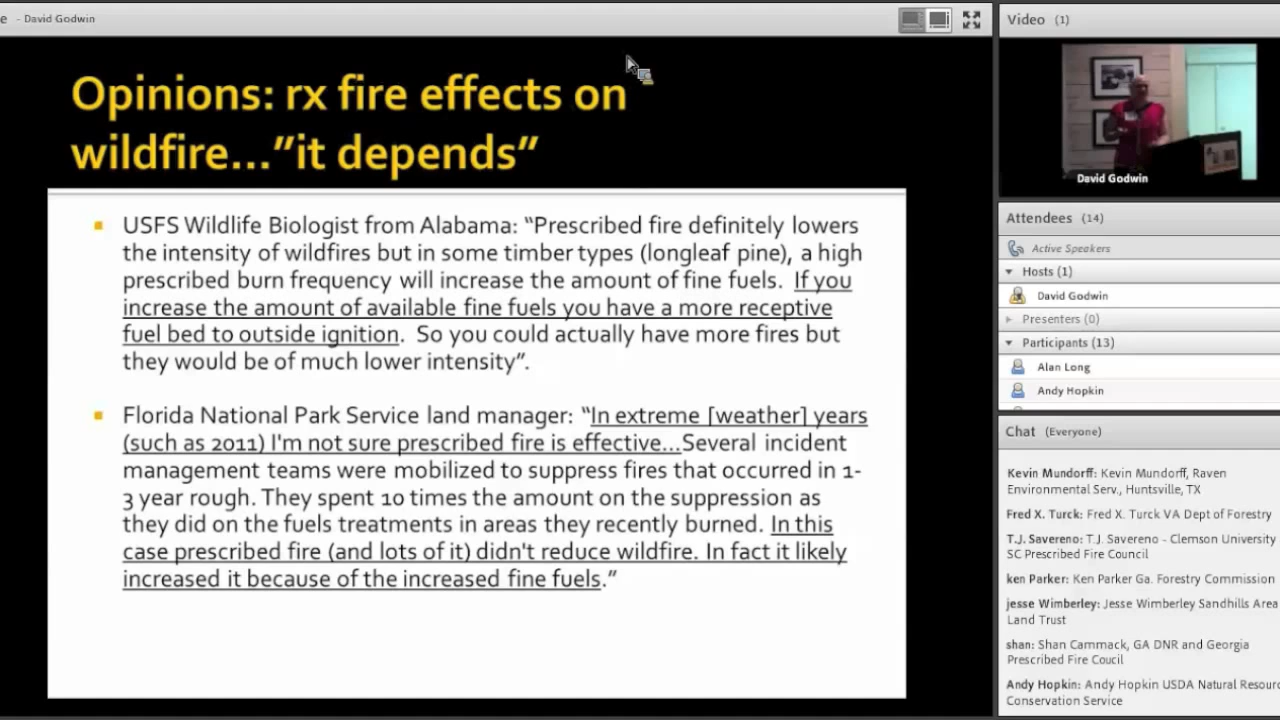 e - David Godwin
Opinions: rx fire effects on
wildfire…”it depends”
USFS Wildlife Biologist from Alabama: “Prescribed fire definitely lowers
the intensity of wildfires but in some timber types (longleaf pine), a high
prescribed burn frequency will increase the amount of fine fuels. If you
increase the amount of available fine fuels you have a more receptive
fuel bed to outside ignition. So you could actually have more fires but
they would be of much lower intensity”.
Florida National Park Service land manager: “In extreme [weather] years
(such as 2011) I'm not sure prescribed fire is effective…Several incident
management teams were mobilized to suppress fires that occurred in 1-
3 year rough. They spent 10 times the amount on the suppression as
they did on the fuels treatments in areas they recently burned. In this
case prescribed fire (and lots of it) didn't reduce wildfire. In fact it likely
increased it because of the increased fine fuels.”
Video (1)
David Godwin
Attendees (14)
Active Speakers
Hosts (1)
David Godwin
Presenters (0)
Participants (13)
Alan Long
Andy Hopkin
Chat (Everyone)
Kevin Mundorff: Kevin Mundorff, Raven
Environmental Serv., Huntsville, TX
Fred X. Turck: Fred X. Turck VA Dept of Forestry
T.J. Savereno: T.J. Savereno - Clemson University
SC Prescribed Fire Council
ken Parker: Ken Parker Ga. Forestry Commission
jesse Wimberley: Jesse Wimberley Sandhills Area
Land Trust
shan: Shan Cammack, GA DNR and Georgia
Prescribed Fire Coucil
Andy Hopkin: Andy Hopkin USDA Natural Resourc
Conservation Service